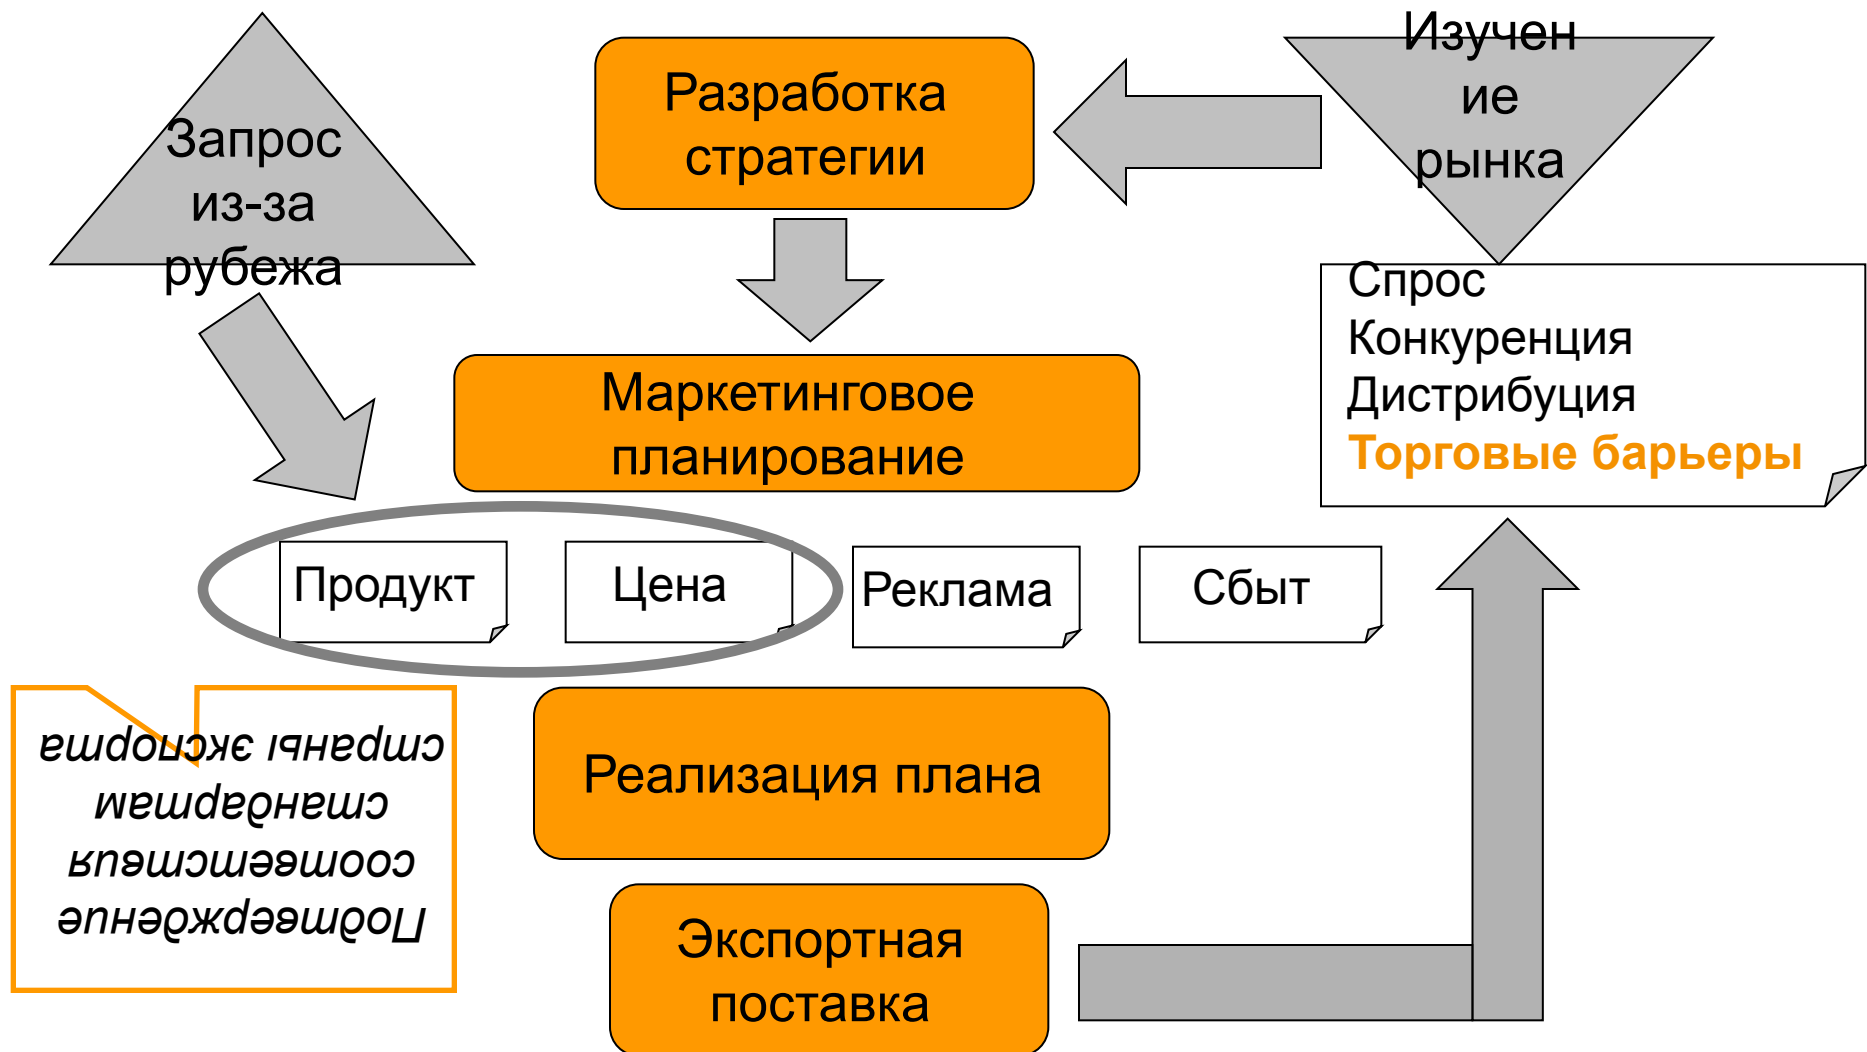 Запрос
из-за
рубежа
Разработка
стратегии
Изучен
ие
рынка
Спрос
Конкуренция
Дистрибуция
Торговые барьеры
Маркетинговое
планирование
Продукт
Цена
Реклама
Сбыт
Подтверждение
соответствия
стандартам
страны экспорта
Реализация плана
Экспортная
поставка